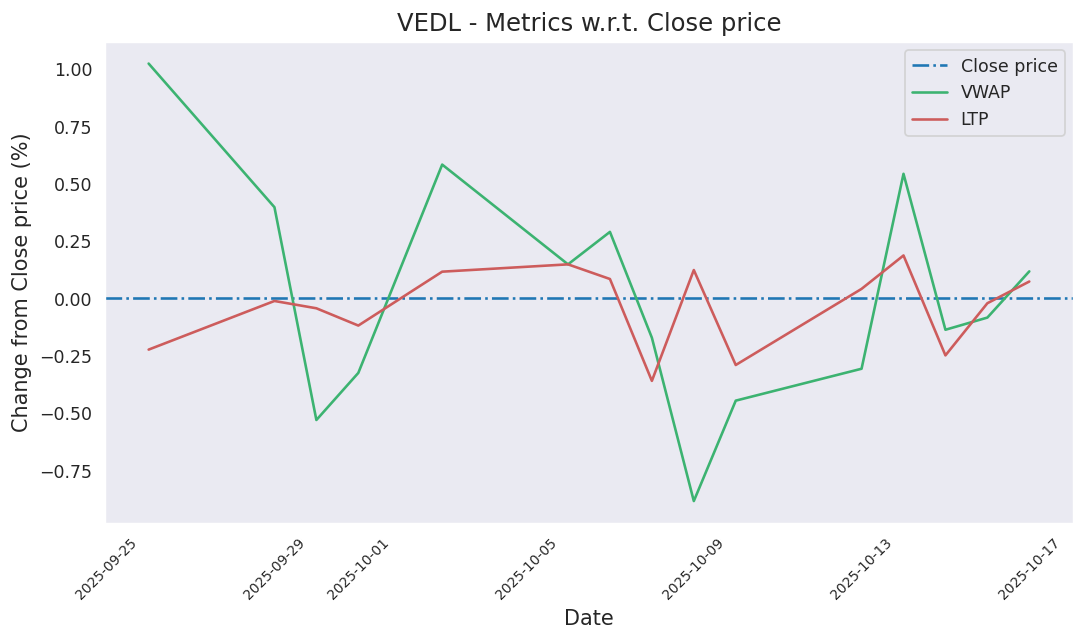 VEDL - Metrics w.r.t. Close price
Close price
VWAP
LTP
Change from Close price (%)
1.00
0.75
0.50
0.25
0.00
−0.25
−0.50
−0.75
2025-09-25
2025-09-29
2025-10-01
2025-10-05
2025-10-09
2025-10-13
2025-10-17
Date